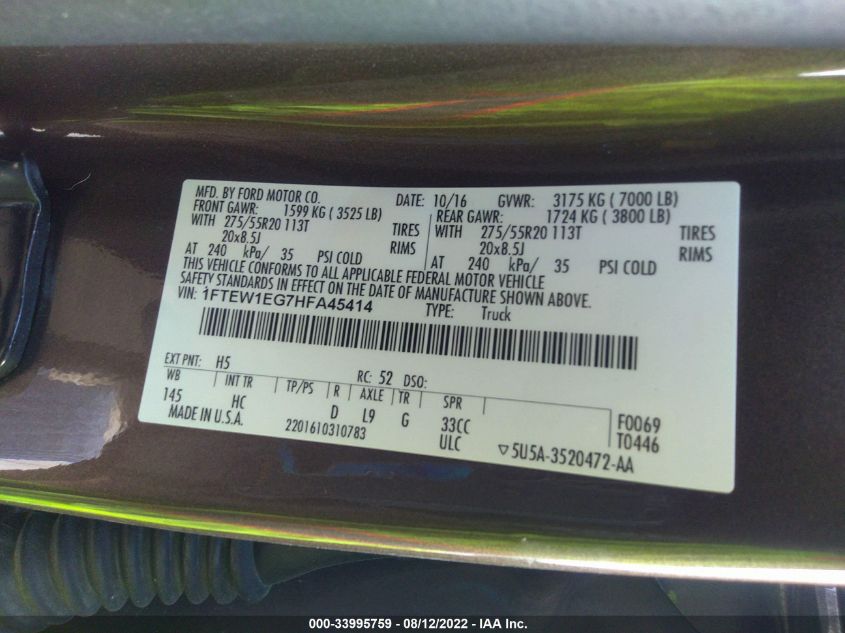 MFD. BY FORD MOTOR CO. DATE: 10/16 GVWR: 3175 KG ( 7000 LB)
FRONT GAWR: 1599 KG ( 3525 LB) REAR GAWR: 1724 KG ( 3800 LB)
WITH 275/55R20 113T TIRES WITH 275/55R20 113T TIRES
20x8.5J RIMS 20x8.5J RIMS
AT 240 kPa/ 35 PSI COLD AT 240 kPa/ 35 PSI COLD
THIS VEHICLE CONFORMS TO ALL APPLICABLE FEDERAL MOTOR VEHICLE
SAFETY STANDARDS IN EFFECT ON THE DATE OF MANUFACTURE SHOWN ABOVE.
VIN: 1FTEW1EG7HFA45414 TYPE: Truck
EXT PNT: H5 RC: 52 DSO:
WB INT TR TP/PS R AXLE TR SPR
145 HC D L9 G 33CC F0069
MADE IN U.S.A. 2201610310783 ULC T0446
▽5U5A-3520472-AA
000-33995759 - 08/12/2022 - IAA Inc.